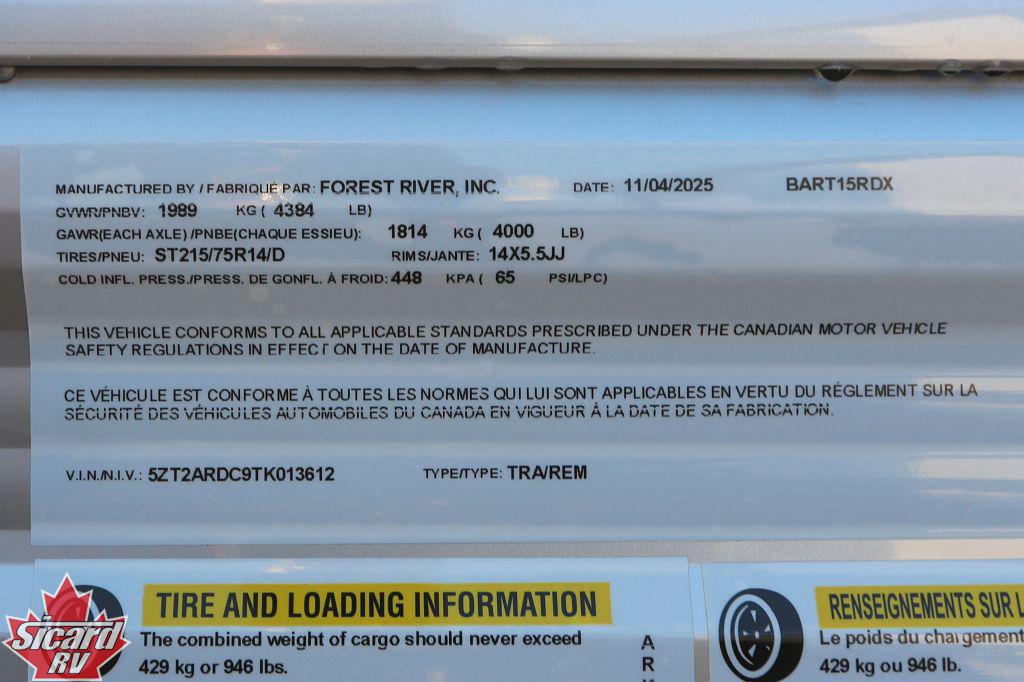 MANUFACTURED BY / FABRIQUÉ PAR: FOREST RIVER, INC. DATE: 11/04/2025 BART15RDX
GVWR/PNBV: 1989 KG ( 4384 LB)
GAWR(EACH AXLE) /PNBE(CHAQUE ESSIEU): 1814 KG ( 4000 LB)
TIRES/PNEU: ST215/75R14/D RIMS/JANTE: 14X5.5JJ
COLD INFL. PRESS./PRESS. DE GONFL. À FROID: 448 KPA ( 65 PSI/LPC)
THIS VEHICLE CONFORMS TO ALL APPLICABLE STANDARDS PRESCRIBED UNDER THE CANADIAN MOTOR VEHICLE
SAFETY REGULATIONS IN EFFECT ON THE DATE OF MANUFACTURE.
CE VÉHICULE EST CONFORME À TOUTES LES NORMES QUI LUI SONT APPLICABLES EN VERTU DU RÉGLEMENT SUR LA
SÉCURITÉ DES VÉHICULES AUTOMOBILES DU CANADA EN VIGUEUR À LA DATE DE SA FABRICATION.
V.I.N./N.I.V.: 5ZT2ARDC9TK013612 TYPE/TYPE: TRA/REM
TIRE AND LOADING INFORMATION
The combined weight of cargo should never exceed
429 kg or 946 lbs.
A
R
RENSEIGNEMENTS SUR L
Le poids du chargement
429 kg ou 946 lb.
Sicard
RV